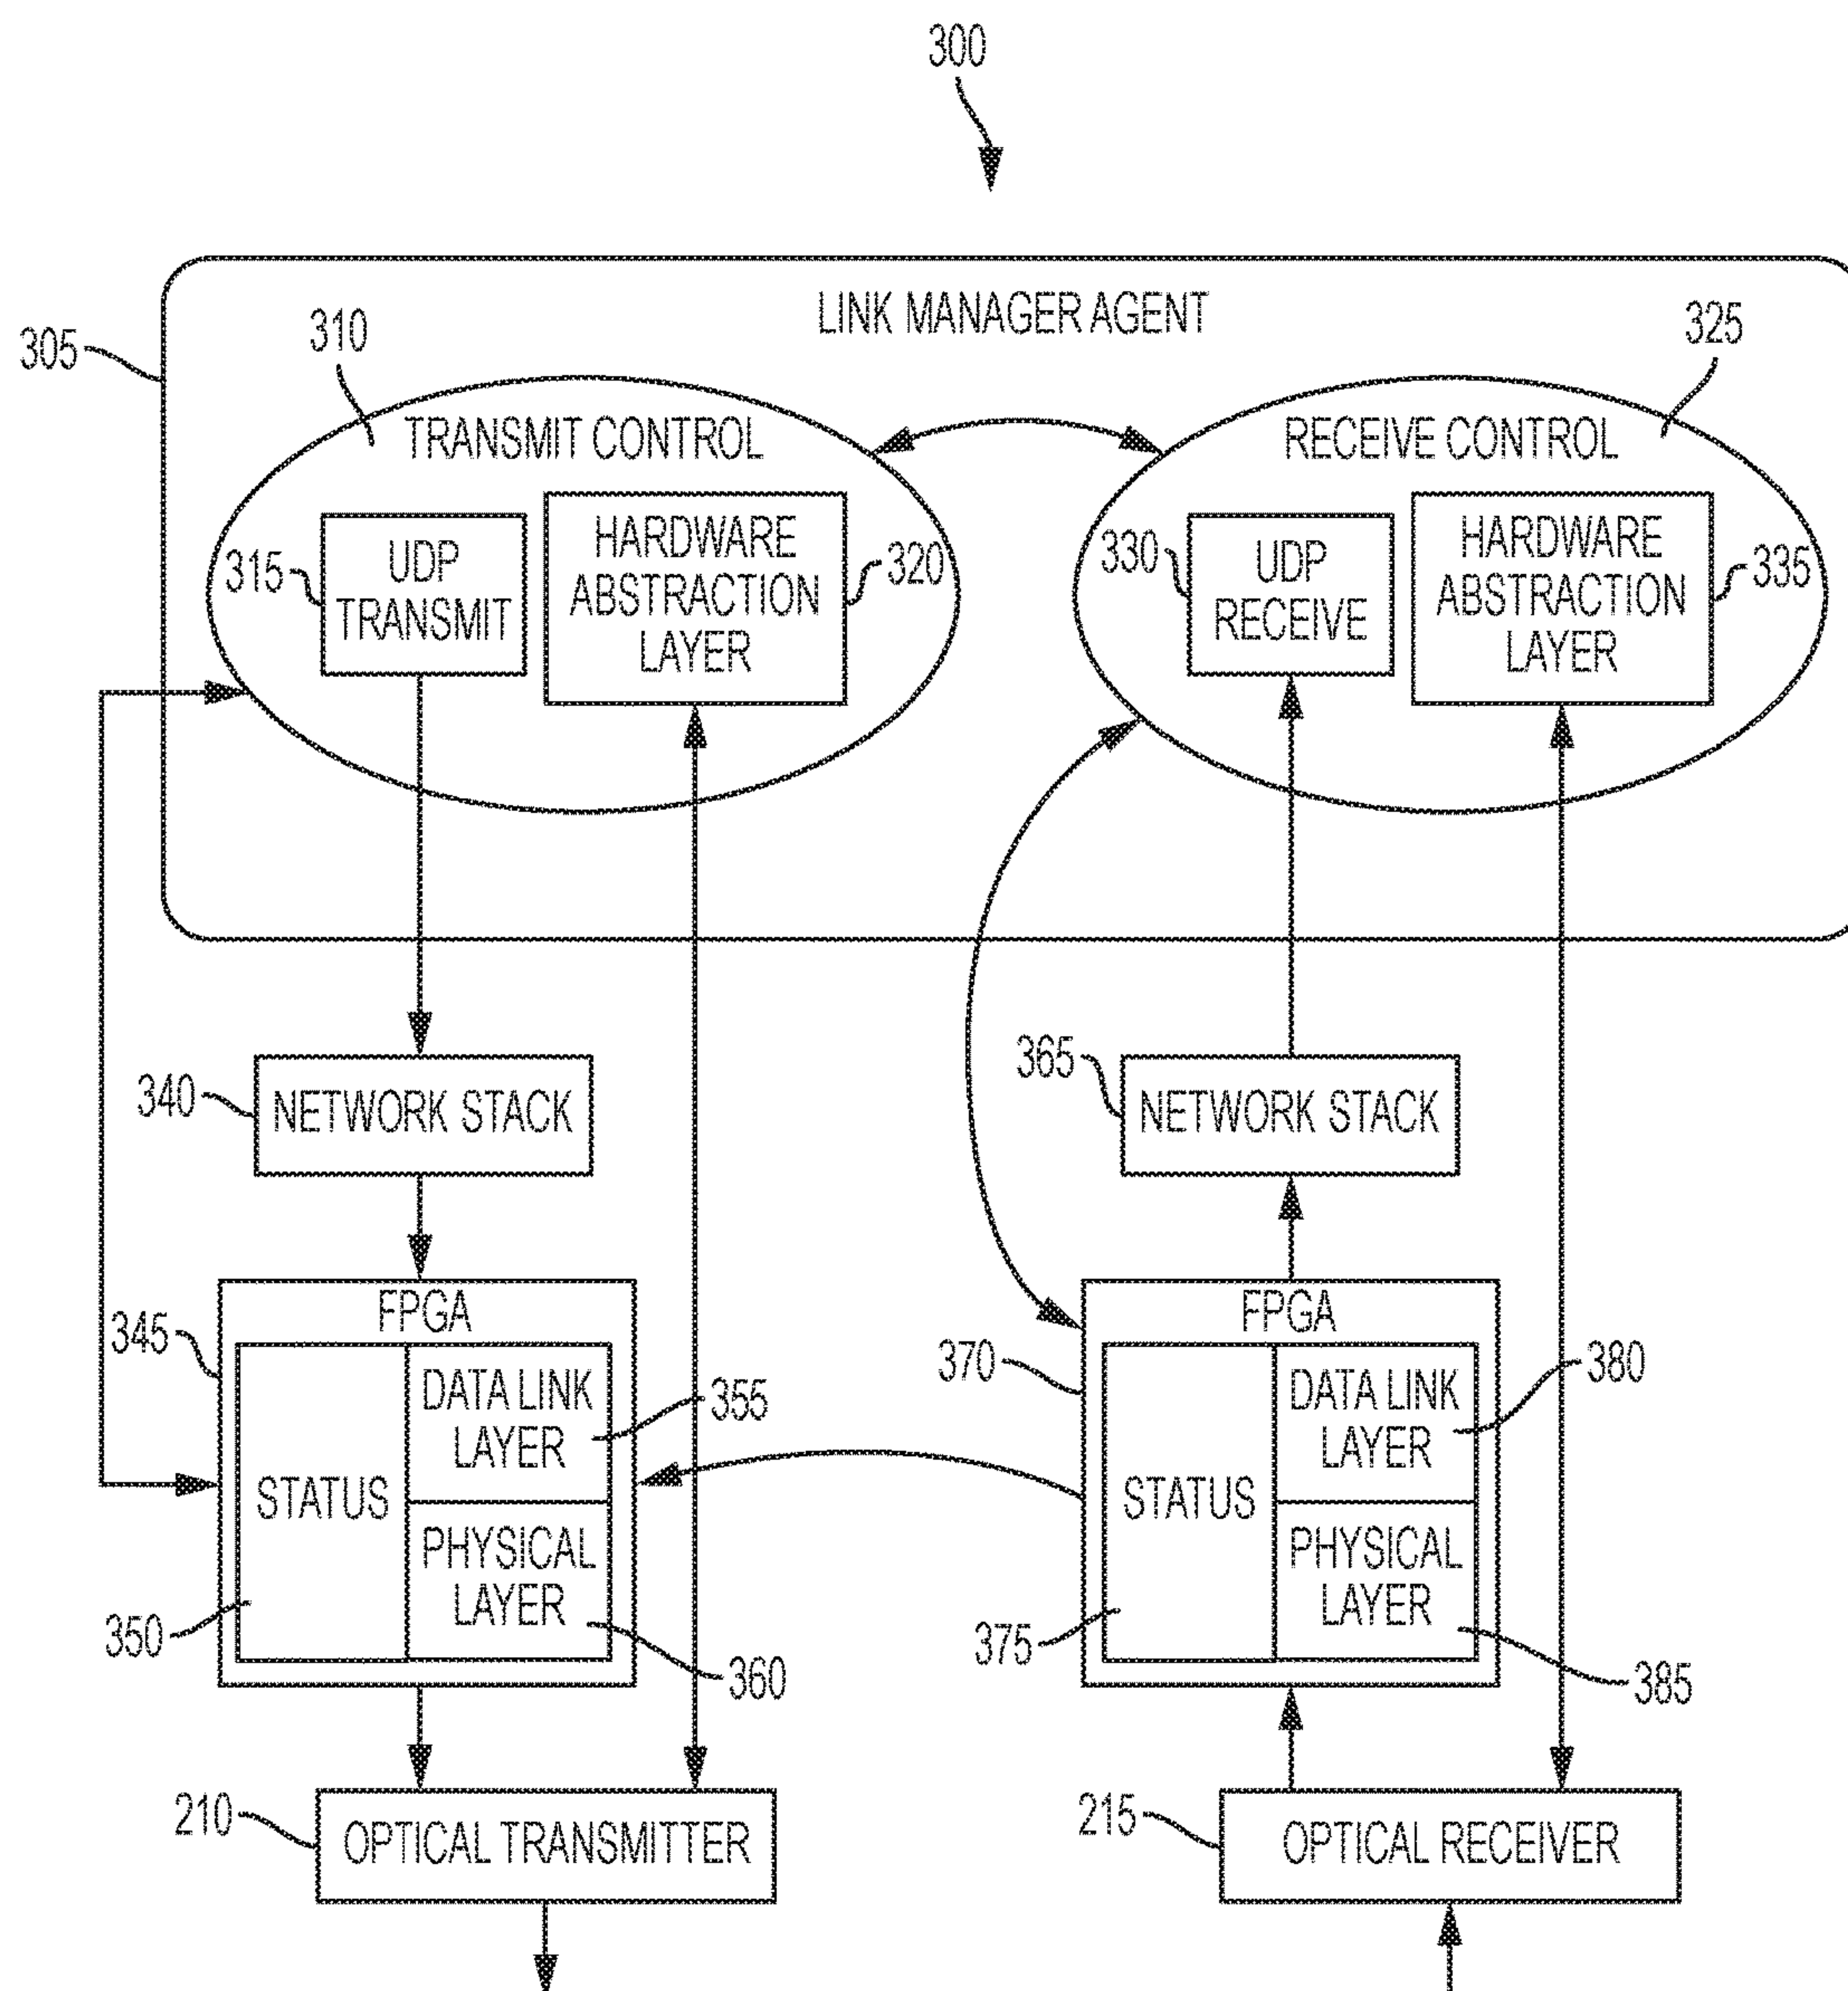 300
LINK MANAGER AGENT
305
310
325
TRANSMIT CONTROL
RECEIVE CONTROL
315
UDP
TRANSMIT
HARDWARE
ABSTRACTION
LAYER
320
330
UDP
RECEIVE
HARDWARE
ABSTRACTION
LAYER
335
340
NETWORK STACK
365
NETWORK STACK
345
FPGA
STATUS
DATA LINK
LAYER
355
PHYSICAL
LAYER
350
360
370
FPGA
STATUS
DATA LINK
LAYER
380
PHYSICAL
LAYER
375
385
210
OPTICAL TRANSMITTER
215
OPTICAL RECEIVER